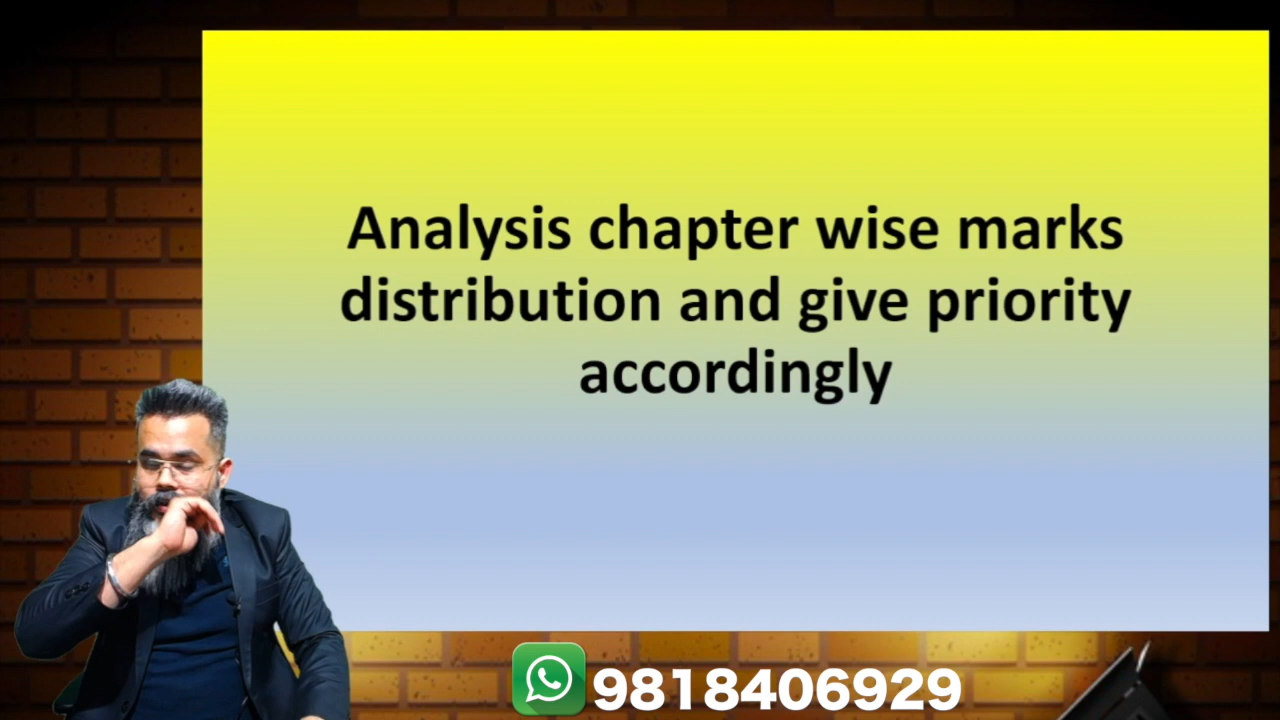 Analysis chapter wise marks
distribution and give priority
accordingly
9818406929